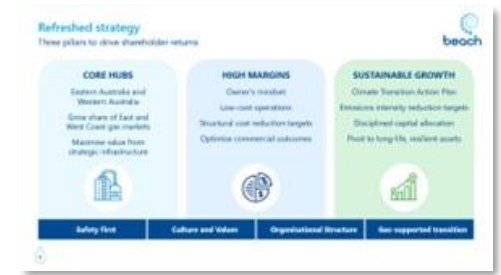 Refreshed strategy
Three pillars to drive shareholder returns
beach
CORE HUBS
Eastern Australia and
Western Australia
Grow share of East and
West Coast gas markets
Maximise value from
strategic infrastructure
HIGH MARGINS
Owner's mindset
Low-cost operations
Structural cost reduction targets
Optimise commercial outcomes
SUSTAINABLE GROWTH
Climate Transition Action Plan
Emissions intensity reduction targets
Disciplined capital allocation
Pivot to long-life, resilient assets
Safety first
Culture and Values
Organisational Structure
Gas-supported transition